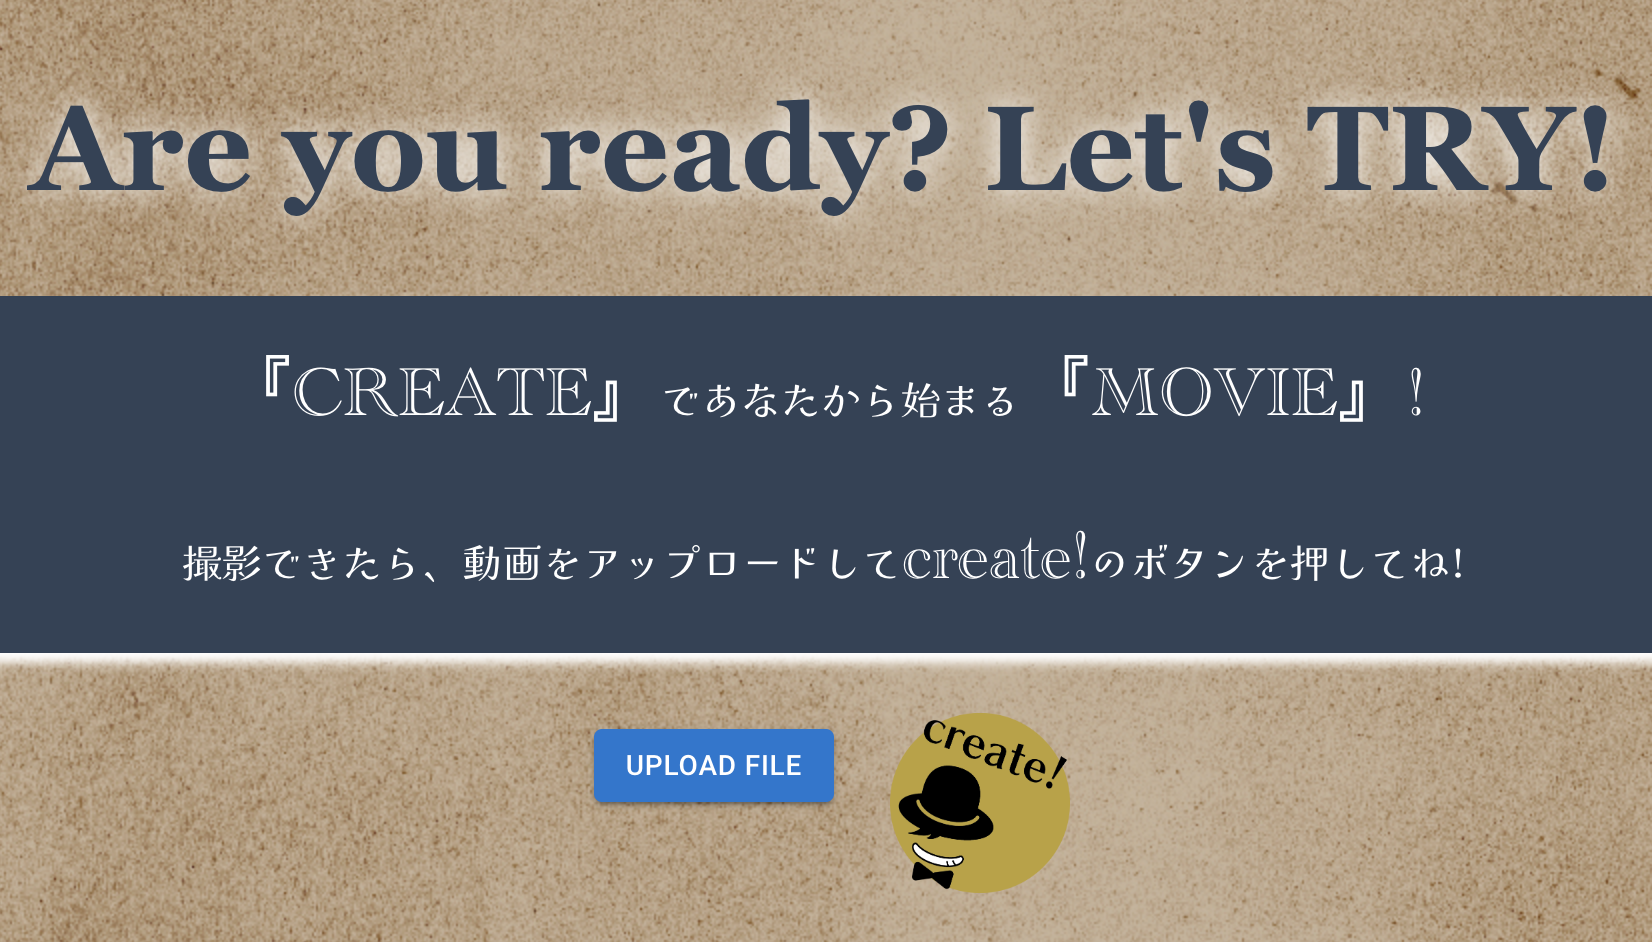 Are you ready? Let's TRY!
『CREATE』 であなたから始まる 『MOVIE』 !
撮影できたら、動画をアップロードしてcreate!のボタンを押してね!
UPLOAD FILE
create!